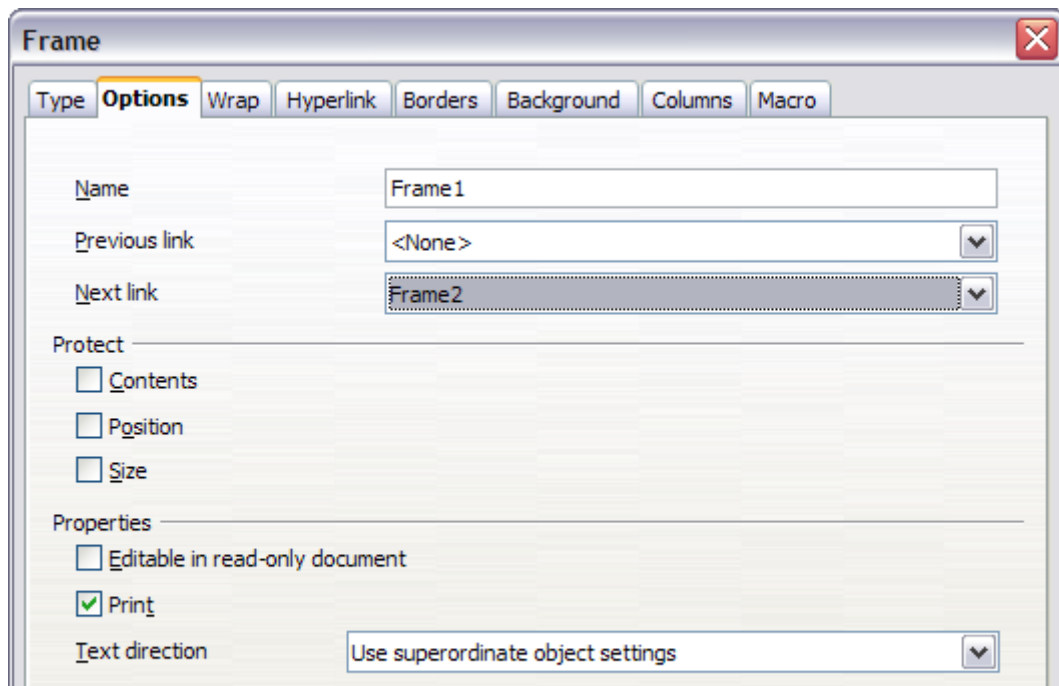 Frame
Type Options Wrap Hyperlink Borders Background Columns Macro
Name Frame1
Previous link <None>
Next link Frame2
Protect
Contents
Position
Size
Properties
Editable in read-only document
Print
Text direction Use superordinate object settings